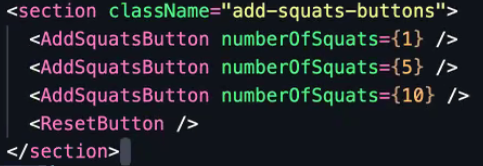 <section className="add-squats-buttons">
  <AddSquatsButton numberOfSquats={1} />
  <AddSquatsButton numberOfSquats={5} />
  <AddSquatsButton numberOfSquats={10} />
  <ResetButton />
</section>